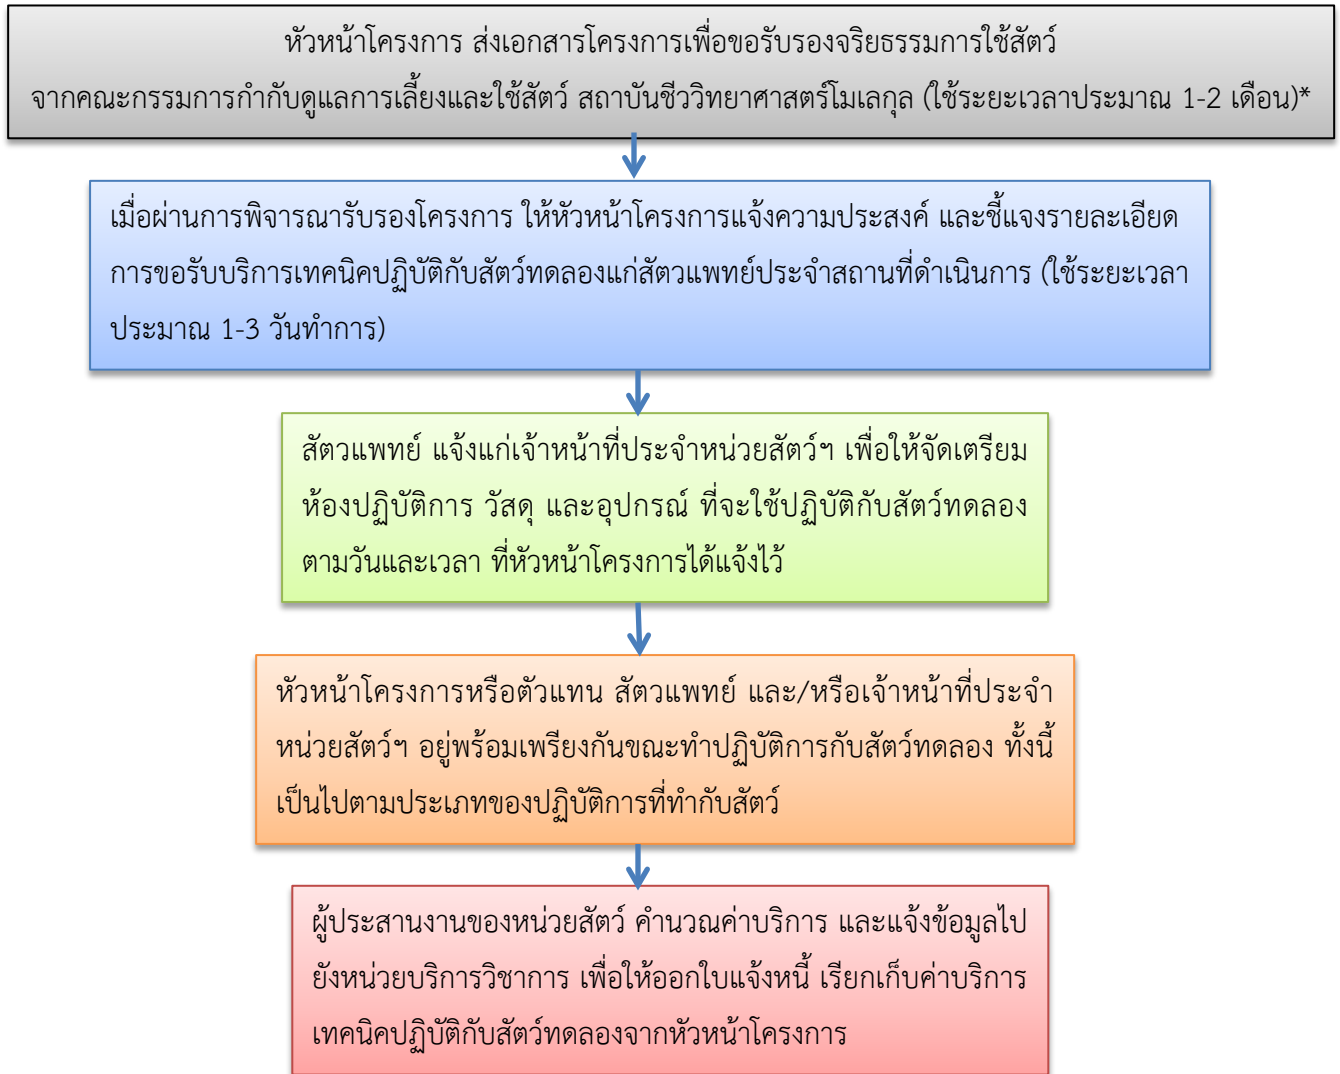 หัวหน้าโครงการ ส่งเอกสารโครงการเพื่อขอรับรองจริยธรรมการใช้สัตว์
จากคณะกรรมการกำกับดูแลการเลี้ยงและใช้สัตว์ สถาบันชีววิทยาศาสตร์โมเลกุล (ใช้ระยะเวลาประมาณ 1-2 เดือน)*
เมื่อผ่านการพิจารณารับรองโครงการ ให้หัวหน้าโครงการแจ้งความประสงค์ และชี้แจงรายละเอียด
การขอรับบริการเทคนิคปฏิบัติกับสัตว์ทดลองแก่สัตวแพทย์ประจำสถานที่ดำเนินการ (ใช้ระยะเวลา
ประมาณ 1-3 วันทำการ)
สัตวแพทย์ แจ้งแก่เจ้าหน้าที่ประจำหน่วยสัตว์ฯ เพื่อให้จัดเตรียม
ห้องปฏิบัติการ วัสดุ และอุปกรณ์ ที่จะใช้ปฏิบัติกับสัตว์ทดลอง
ตามวันและเวลา ที่หัวหน้าโครงการได้แจ้งไว้
หัวหน้าโครงการหรือตัวแทน สัตวแพทย์ และ/หรือเจ้าหน้าที่ประจำ
หน่วยสัตว์ฯ อยู่พร้อมเพรียงกันขณะทำปฏิบัติการกับสัตว์ทดลอง ทั้งนี้
เป็นไปตามประเภทของปฏิบัติการที่ทำกับสัตว์
ผู้ประสานงานของหน่วยสัตว์ คำนวณค่าบริการ และแจ้งข้อมูลไป
ยังหน่วยบริการวิชาการ เพื่อให้ออกใบแจ้งหนี้ เรียกเก็บค่าบริการ
เทคนิคปฏิบัติกับสัตว์ทดลองจากหัวหน้าโครงการ